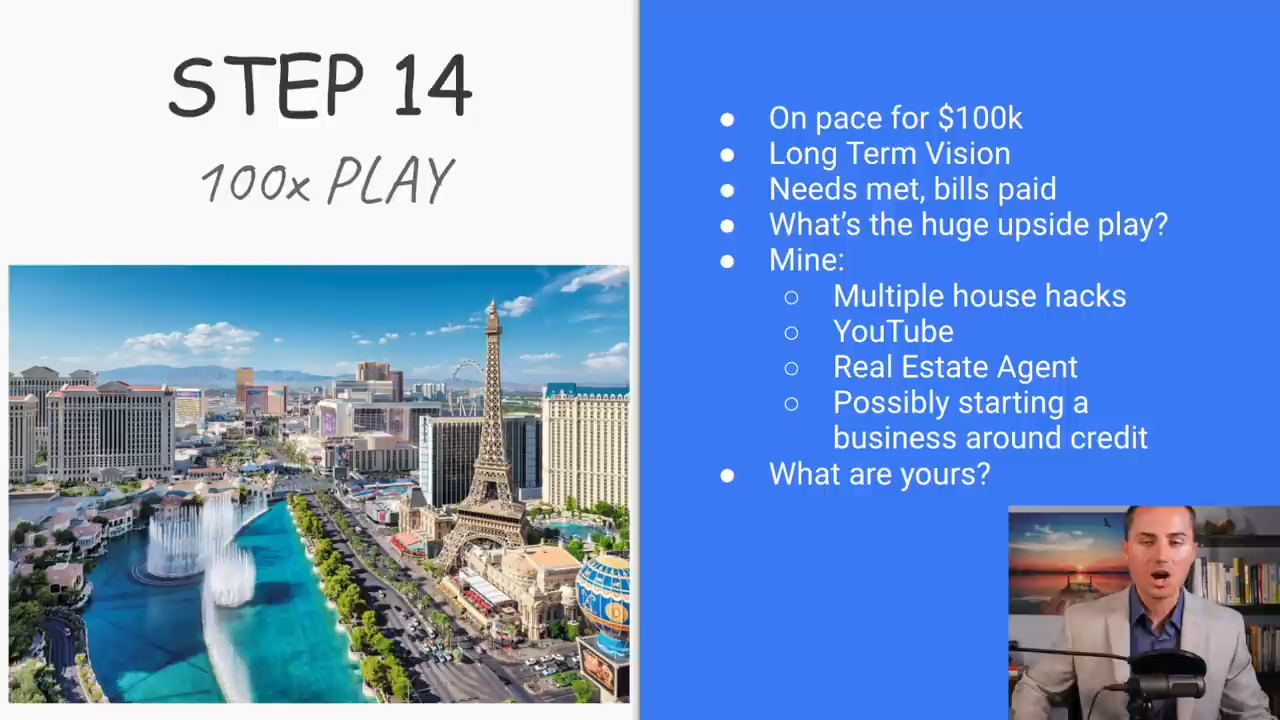 STEP 14
100x PLAY
● On pace for $100k
● Long Term Vision
● Needs met, bills paid
● What's the huge upside play?
● Mine:
○ Multiple house hacks
○ YouTube
○ Real Estate Agent
○ Possibly starting a
business around credit
● What are yours?